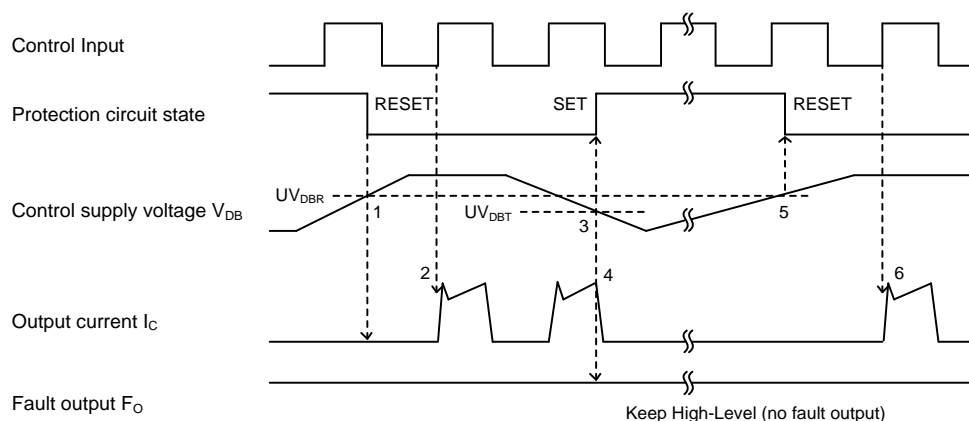 Control Input
Protection circuit state
RESET
SET
RESET
Control supply voltage VDB
UVDBR
UVDBT
1
3
5
2
4
6
Output current IC
Fault output FO
Keep High-Level (no fault output)